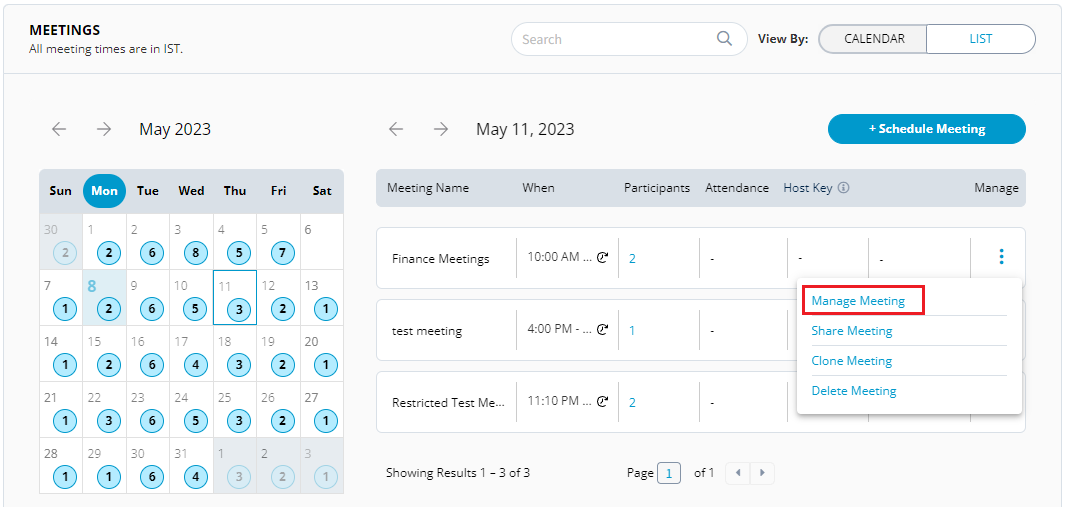 MEETINGS
All meeting times are in IST.
Search
View By:
CALENDAR
LIST
May 2023
Sun Mon Tue Wed Thu Fri Sat
30 1 2 3 4 5 6
2 2 6 8 5 7
7 8 9 10 11 12 13
1 2 6 5 3 2 1
14 15 16 17 18 19 20
1 2 6 4 3 2 1
21 22 23 24 25 26 27
1 3 6 5 3 2 1
28 29 30 31 1 2 3
1 1 6 4 3 2 1
May 11, 2023
+ Schedule Meeting
Meeting Name When Participants Attendance Host Key Manage
Finance Meetings 10:00 AM ... 2 - - -
test meeting 4:00 PM - ... 1 -
Restricted Test Me... 11:10 PM ... 2 -
Manage Meeting
Share Meeting
Clone Meeting
Delete Meeting
Showing Results 1 – 3 of 3
Page 1 of 1